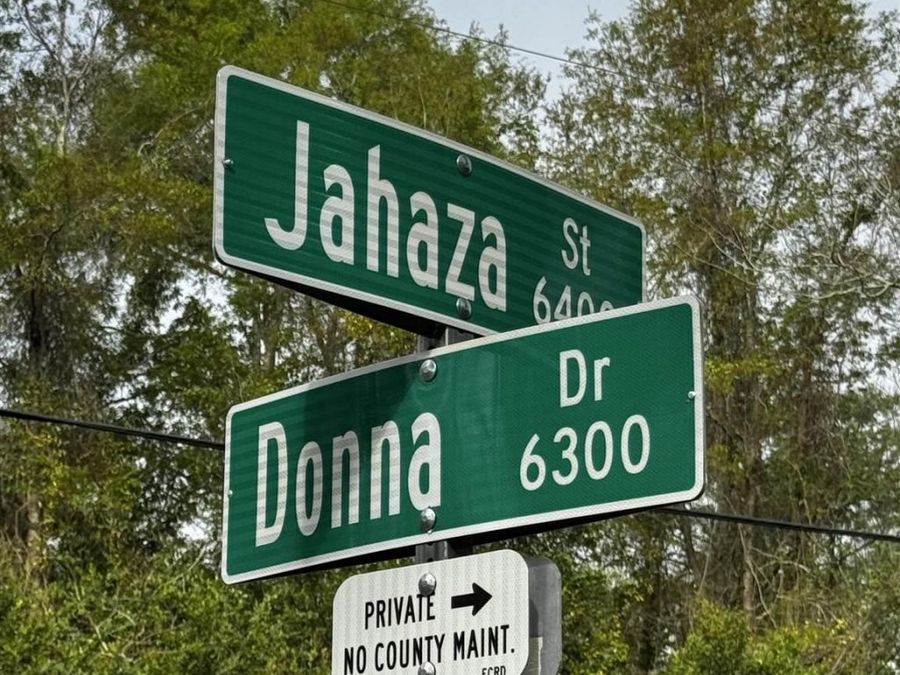 Jahaza St
6400
Donna Dr
6300
PRIVATE
NO COUNTY MAINT.
ECRD